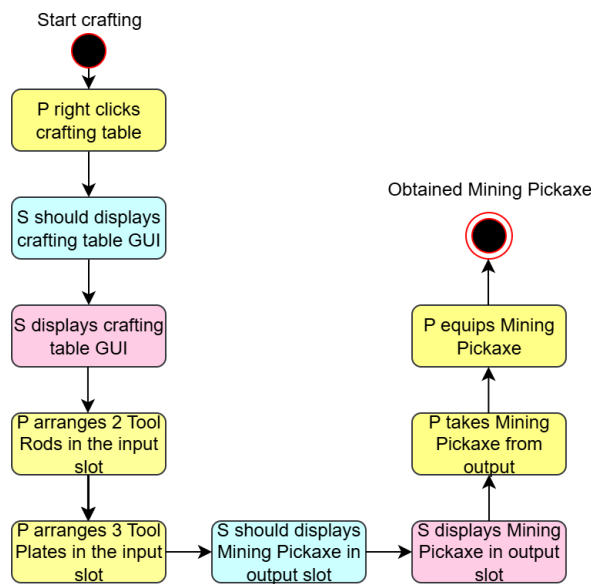 Start crafting
P right clicks
crafting table
S should displays
crafting table GUI
S displays crafting
table GUI
P arranges 2 Tool
Rods in the input
slot
P arranges 3 Tool
Plates in the input
slot
S should displays
Mining Pickaxe in
output slot
S displays Mining
Pickaxe in output
slot
P takes Mining
Pickaxe from
output
P equips Mining
Pickaxe
Obtained Mining Pickaxe